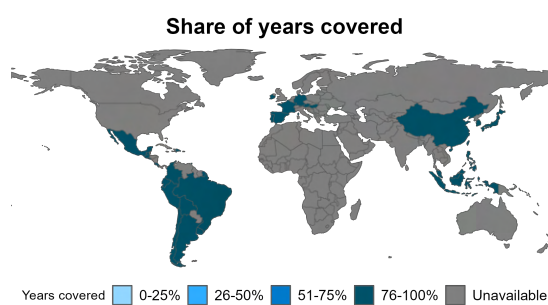 Share of years covered
Years covered 0-25% 26-50% 51-75% 76-100% Unavailable